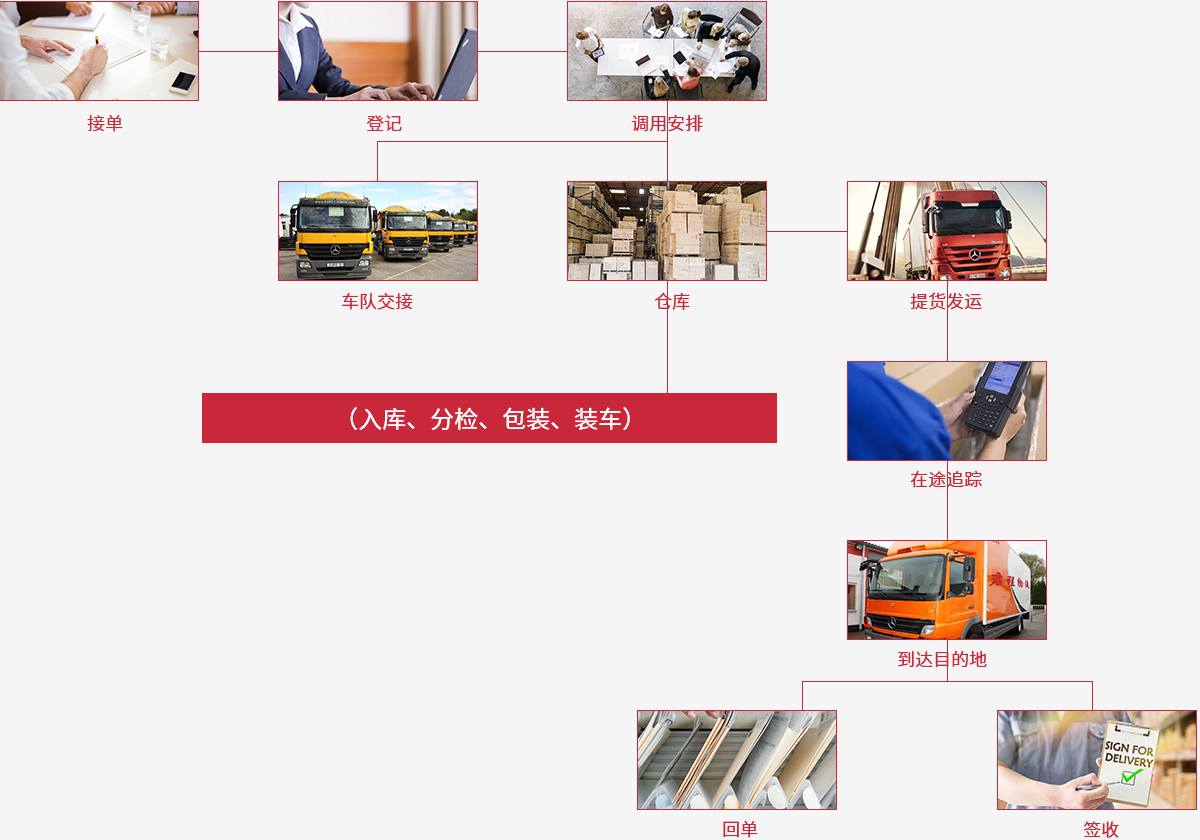 接单
登记
调用安排
车队交接
仓库
提货发运
（入库、分检、包装、装车）
在途追踪
到达目的地
SIGN FOR
DELIVERY
回单
签收